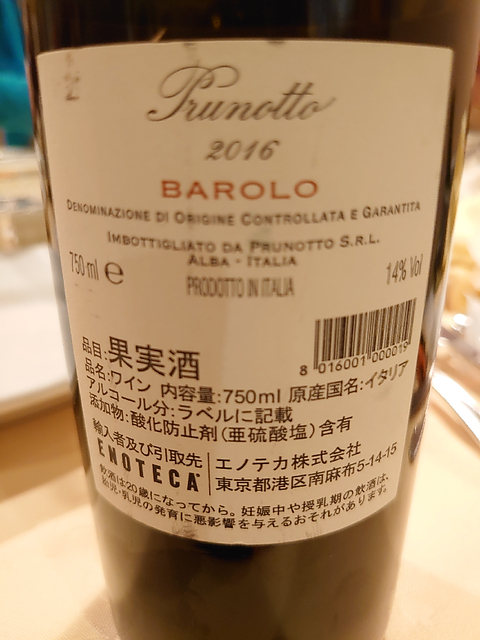 Prunotto
2016
BAROLO
DENOMINAZIONE DI ORIGINE CONTROLLATA E GARANTITA
IMBOTTIGLIATO DA PRUNOTTO S.R.L.
ALBA - ITALIA
750 ml ℮ PRODOTTO IN ITALIA 14% Vol
8 016001 000019
品目:果実酒
品名:ワイン 内容量:750ml 原産国名:イタリア
アルコール分:ラベルに記載
添加物:酸化防止剤(亜硫酸塩)含有
輸入者及び引取先 エノテカ株式会社
ENOTECA 東京都港区南麻布5-14-15
飲酒は20歳になってから。妊娠中や授乳期の飲酒は、
胎児・乳児の発育に悪影響を与えるおそれがあります。